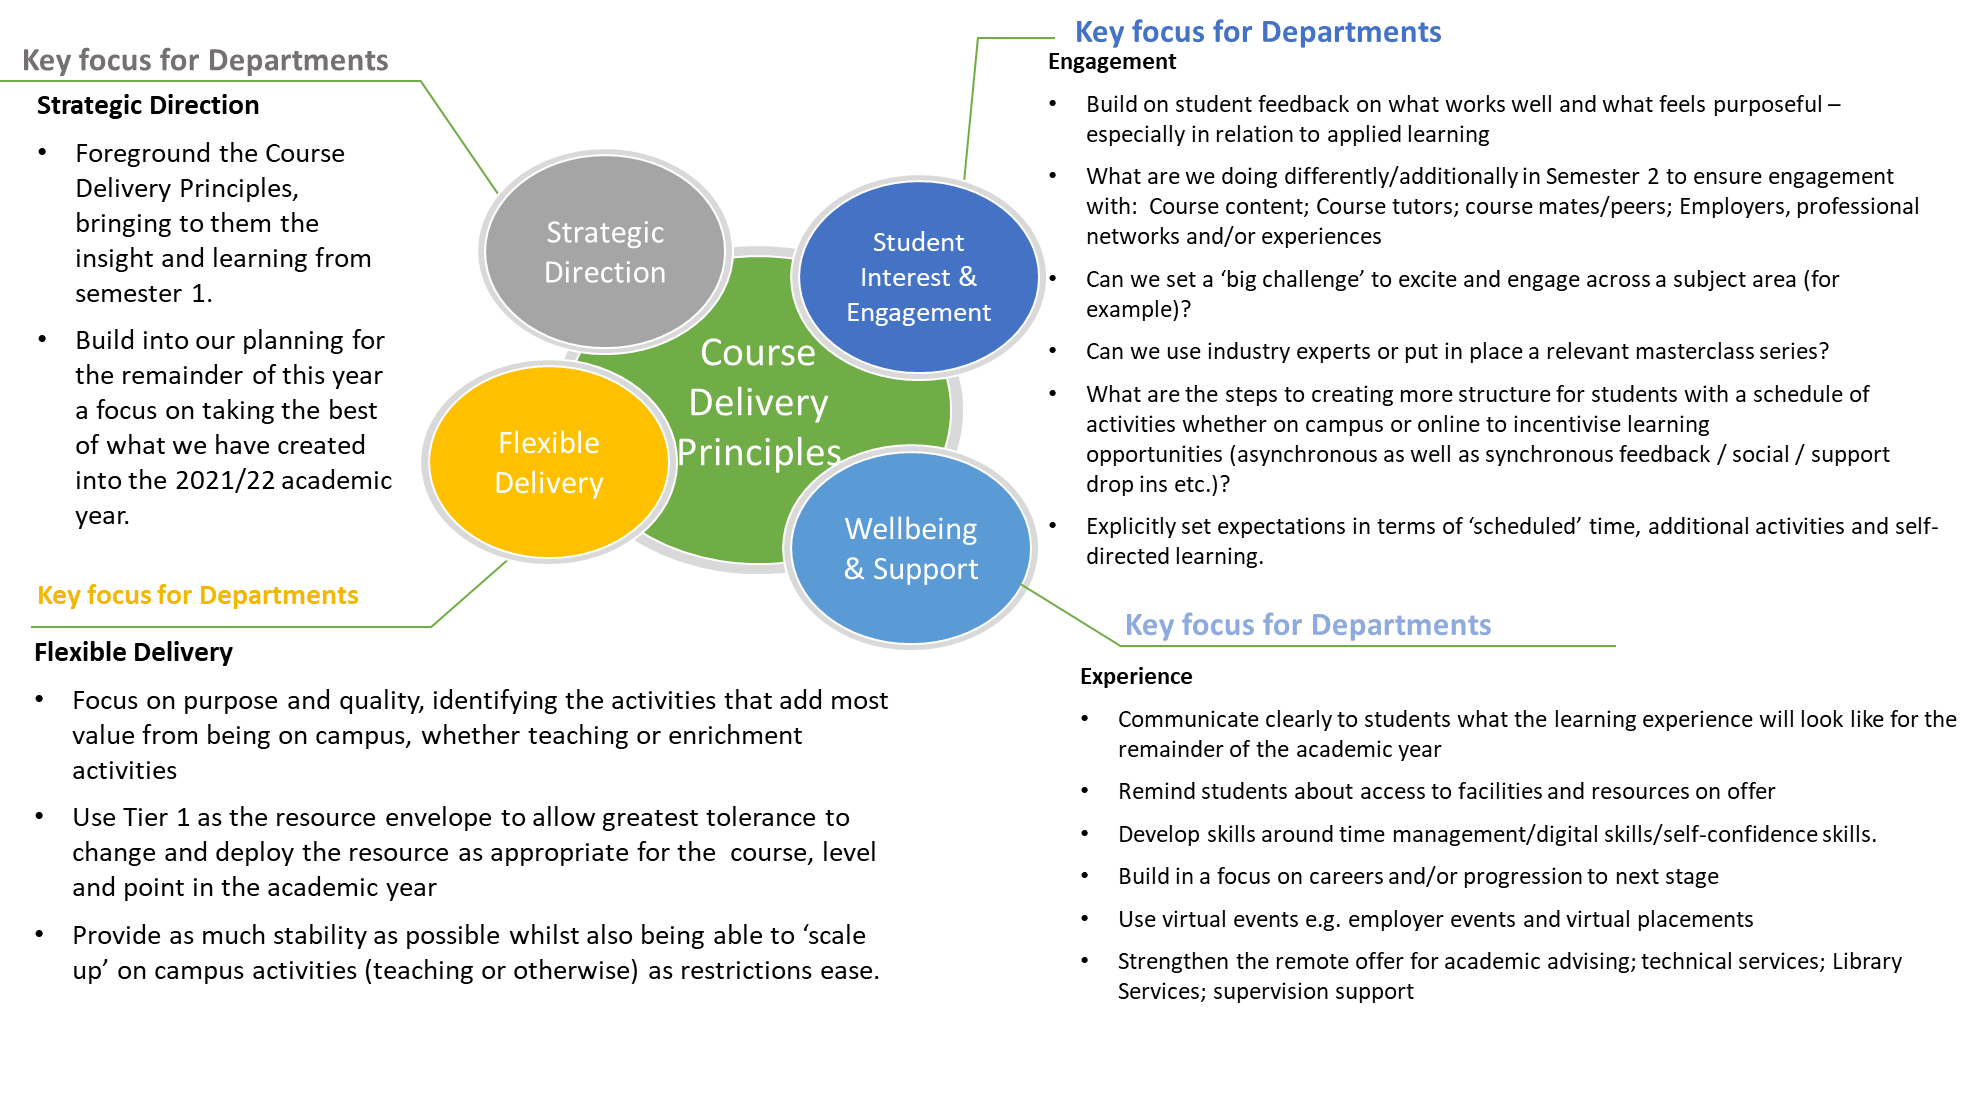 Key focus for Departments
Strategic Direction
• Foreground the Course
Delivery Principles,
bringing to them the
insight and learning from
semester 1.
• Build into our planning for
the remainder of this year
a focus on taking the best
of what we have created
into the 2021/22 academic
year.
Strategic
Direction
Student
Interest &
Engagement
Course
Delivery
Principles
Flexible
Delivery
Wellbeing
& Support
Key focus for Departments
Engagement
• Build on student feedback on what works well and what feels purposeful –
especially in relation to applied learning
• What are we doing differently/additionally in Semester 2 to ensure engagement
with:  Course content; Course tutors; course mates/peers; Employers, professional
networks and/or experiences
• Can we set a ‘big challenge’ to excite and engage across a subject area (for
example)?
• Can we use industry experts or put in place a relevant masterclass series?
• What are the steps to creating more structure for students with a schedule of
activities whether on campus or online to incentivise learning
opportunities (asynchronous as well as synchronous feedback / social / support
drop ins etc.)?
• Explicitly set expectations in terms of ‘scheduled’ time, additional activities and self-
directed learning.
Key focus for Departments
Flexible Delivery
• Focus on purpose and quality, identifying the activities that add most
value from being on campus, whether teaching or enrichment
activities
• Use Tier 1 as the resource envelope to allow greatest tolerance to
change and deploy the resource as appropriate for the  course, level
and point in the academic year
• Provide as much stability as possible whilst also being able to ‘scale
up’ on campus activities (teaching or otherwise) as restrictions ease.
Key focus for Departments
Experience
• Communicate clearly to students what the learning experience will look like for the
remainder of the academic year
• Remind students about access to facilities and resources on offer
• Develop skills around time management/digital skills/self-confidence skills.
• Build in a focus on careers and/or progression to next stage
• Use virtual events e.g. employer events and virtual placements
• Strengthen the remote offer for academic advising; technical services; Library
Services; supervision support